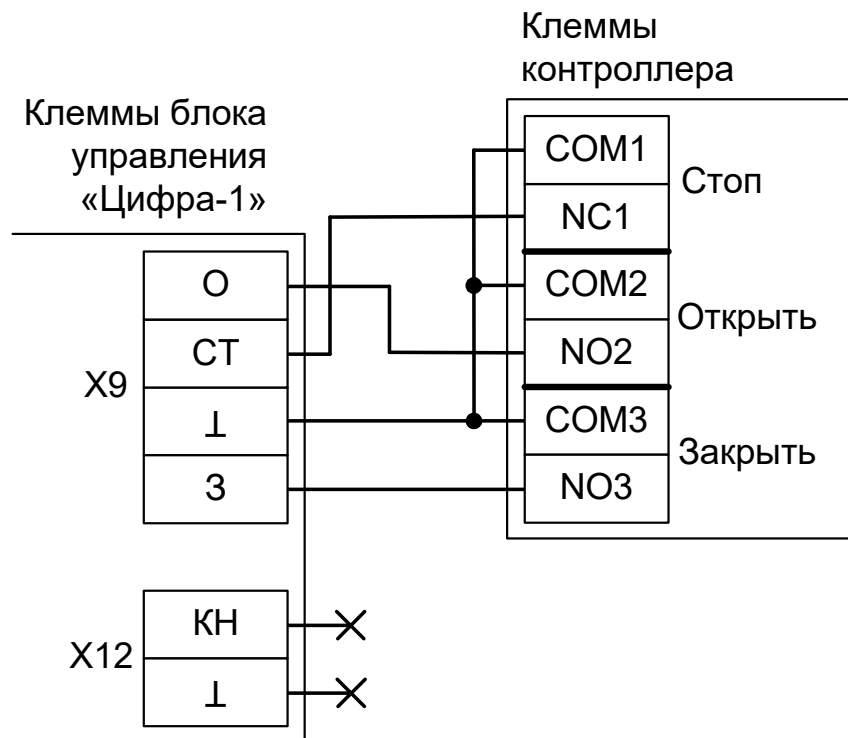 Клеммы
контроллера
Клеммы блока
управления
«Цифра-1»
COM1
NC1
Стоп
COM2
NO2
Открыть
COM3
NO3
Закрыть
X9
О
СТ
⊥
З
X12
КН
⊥